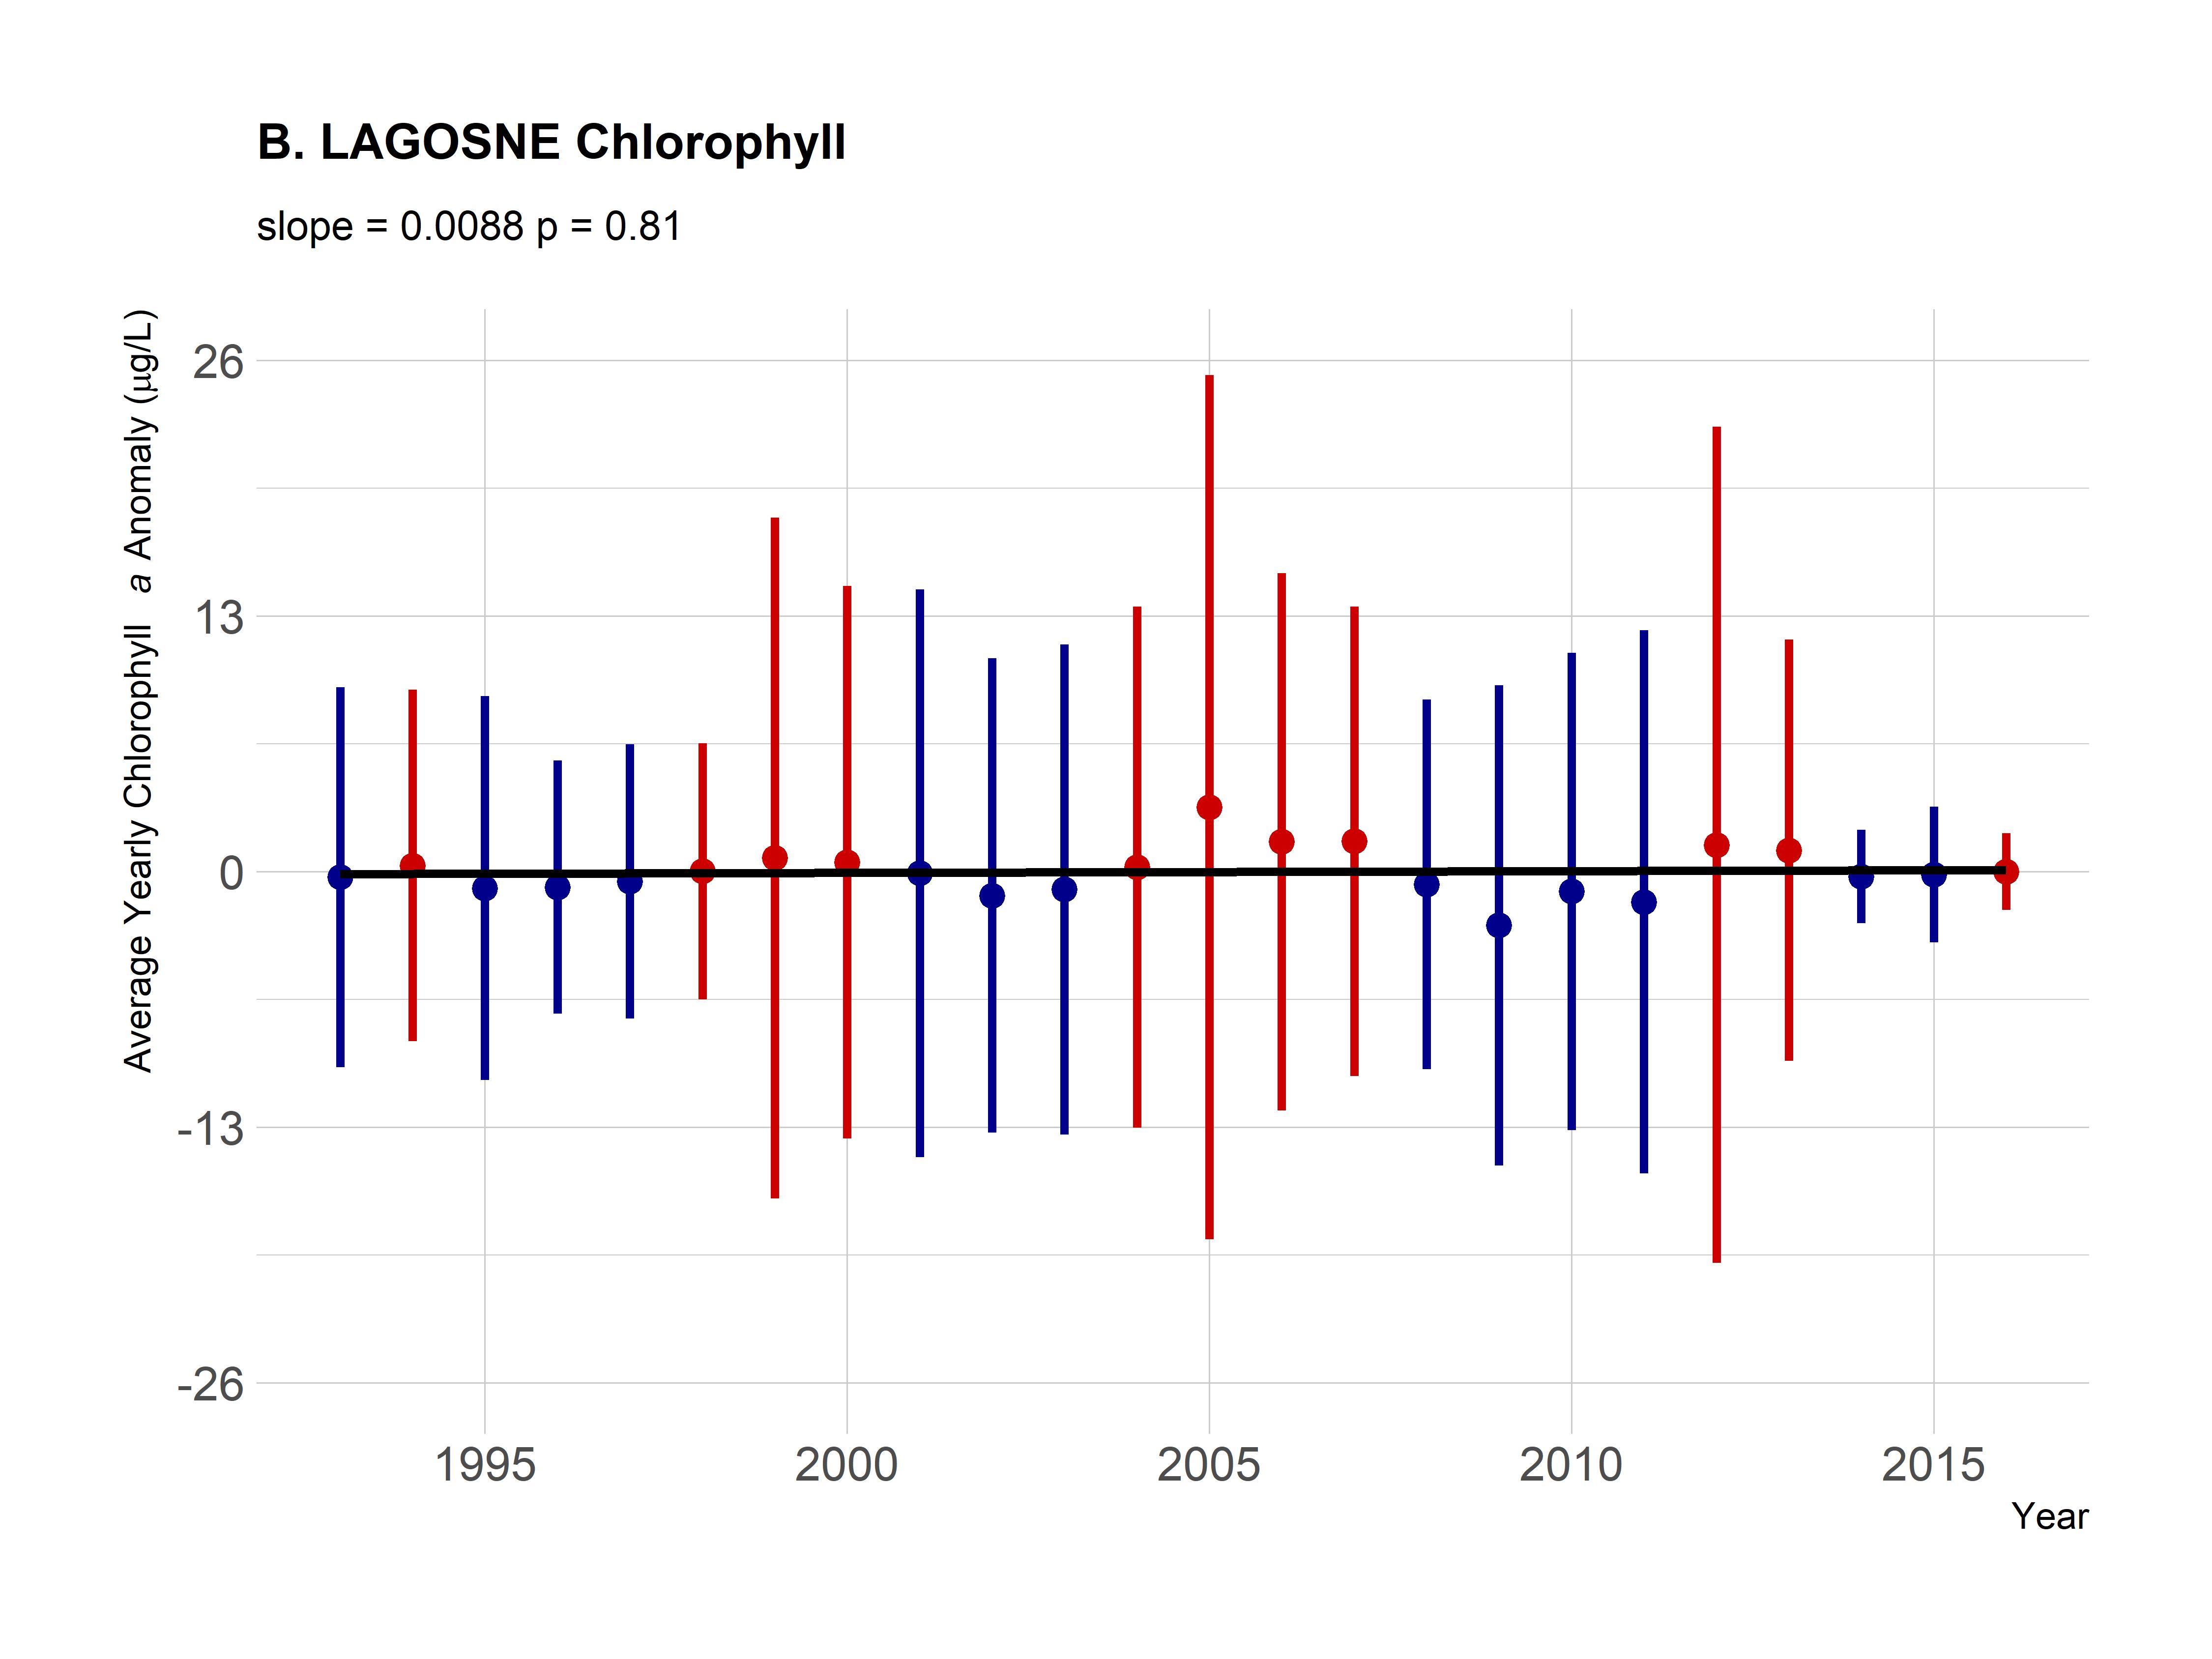 B. LAGOSNE Chlorophyll
slope = 0.0088 p = 0.81
Average Yearly Chlorophyll a Anomaly (μg/L)
26
13
0
-13
-26
1995 2000 2005 2010 2015
Year